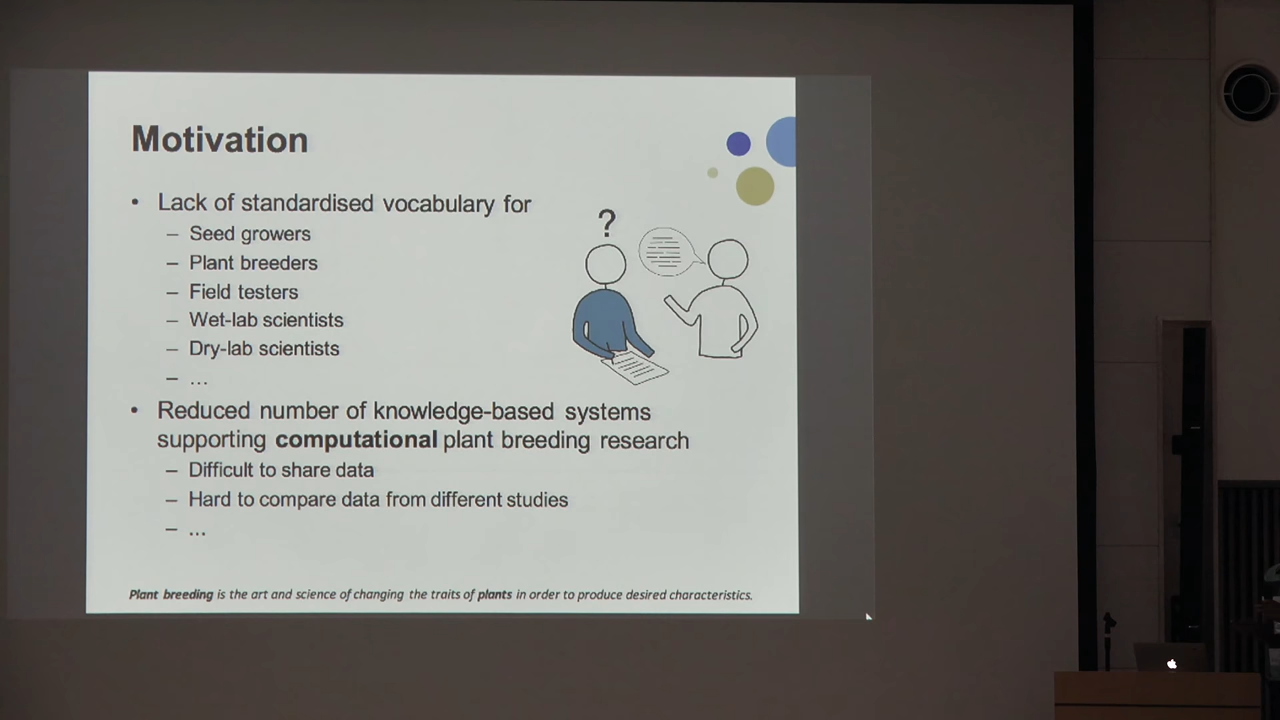 Motivation
• Lack of standardised vocabulary for
– Seed growers
– Plant breeders
– Field testers
– Wet-lab scientists
– Dry-lab scientists
– ...
?
• Reduced number of knowledge-based systems
supporting computational plant breeding research
– Difficult to share data
– Hard to compare data from different studies
– ...
Plant breeding is the art and science of changing the traits of plants in order to produce desired characteristics.